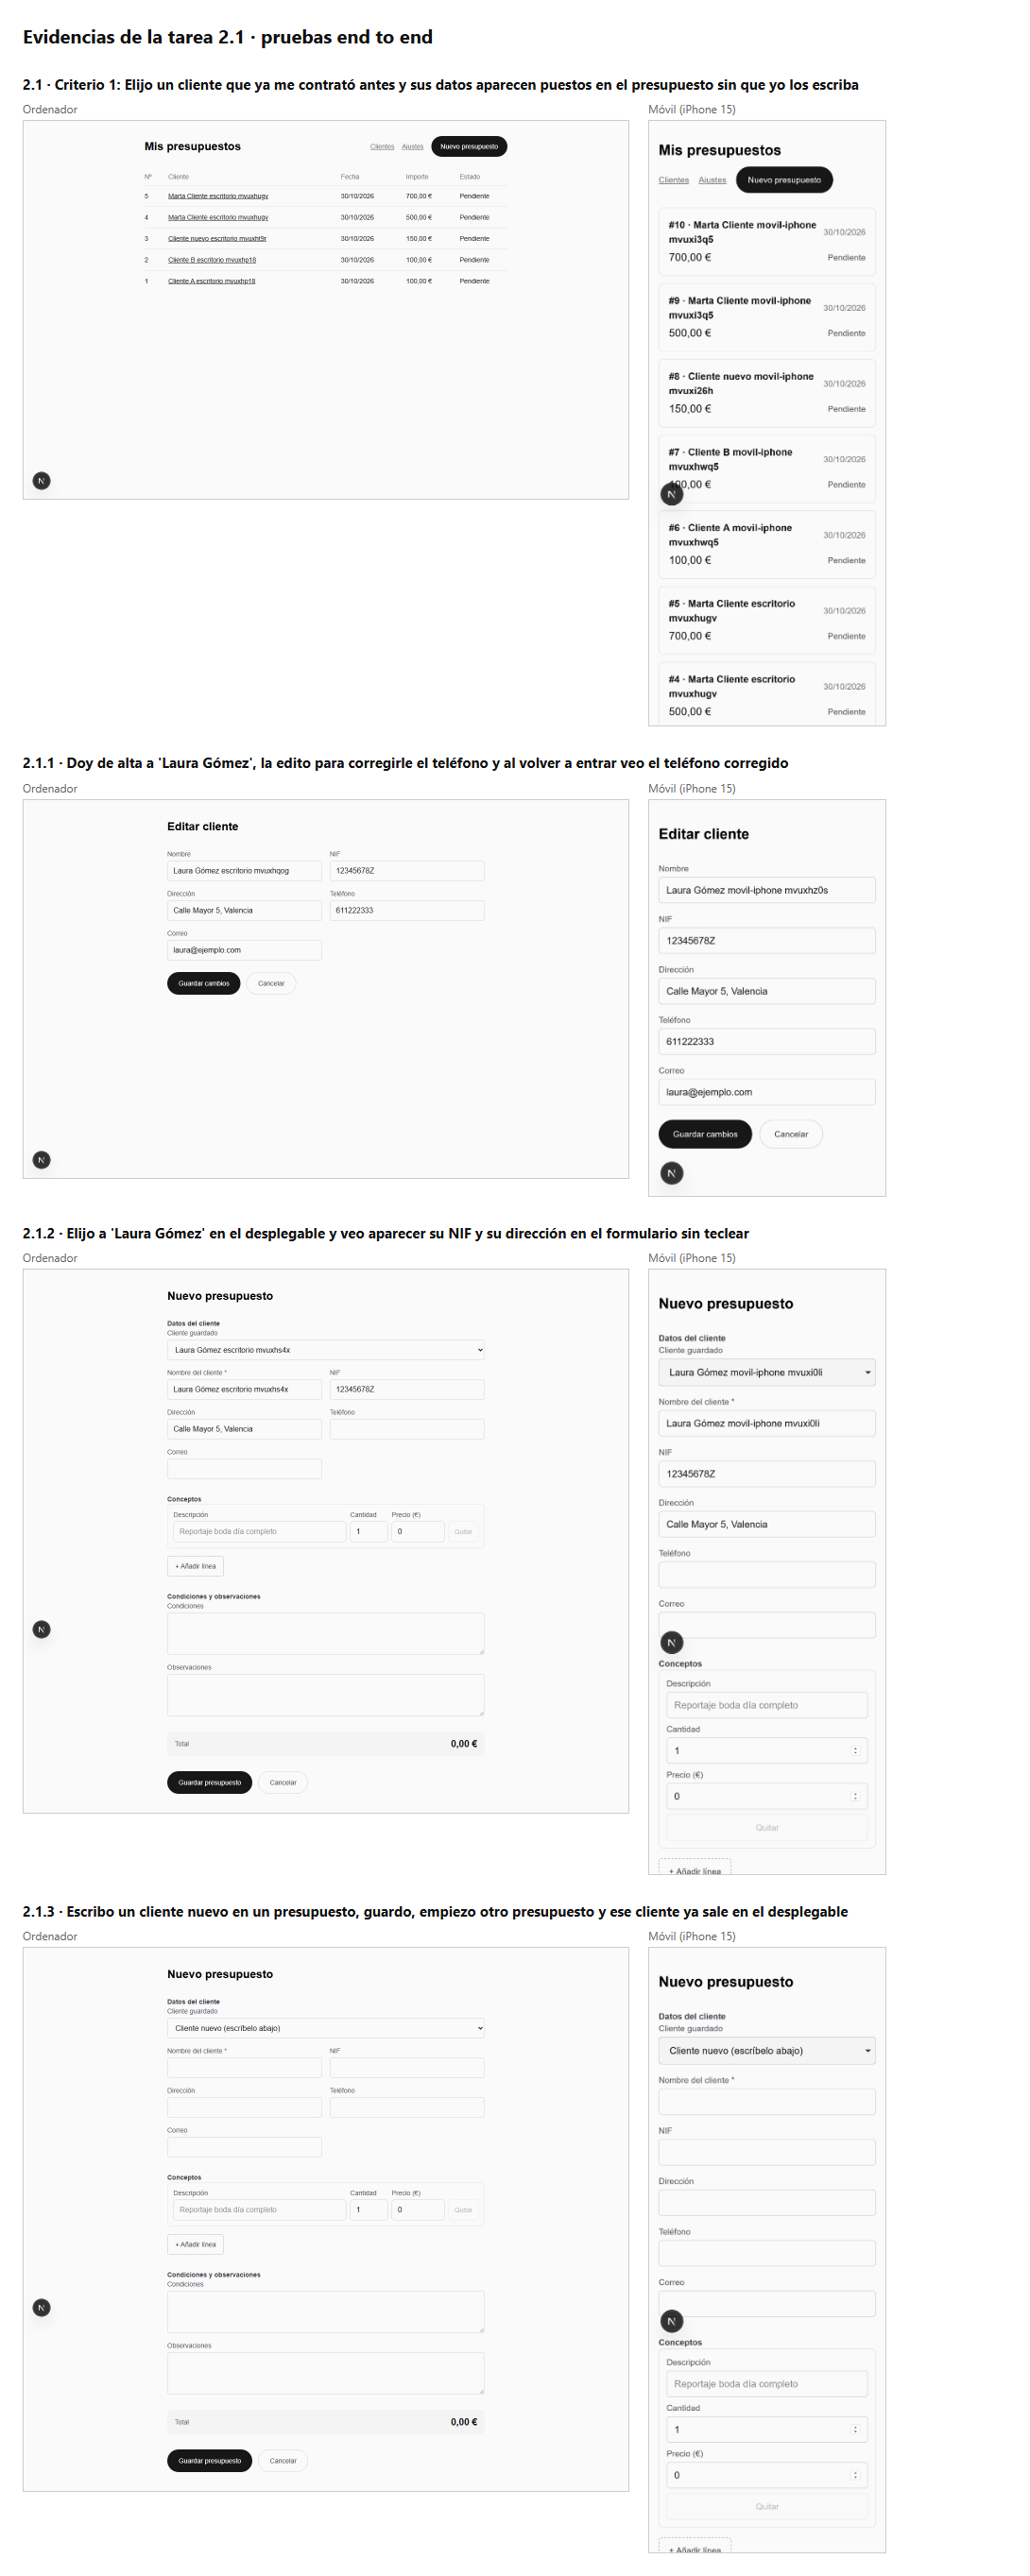 Evidencias de la tarea 2.1 · pruebas end to end
2.1 · Criterio 1: Elijo un cliente que ya me contrató antes y sus datos aparecen puestos en el presupuesto sin que yo los escriba
Ordenador
Mis presupuestos
Clientes Ajustes Nuevo presupuesto
Nº Cliente Fecha Importe Estado
5 Marta Cliente escritorio mvuxhugv 30/10/2026 700,00 € Pendiente
4 Marta Cliente escritorio mvuxhugv 30/10/2026 500,00 € Pendiente
3 Cliente nuevo escritorio mvuxht9r 30/10/2026 150,00 € Pendiente
2 Cliente B escritorio mvuxhp18 30/10/2026 100,00 € Pendiente
1 Cliente A escritorio mvuxhp18 30/10/2026 100,00 € Pendiente
N
Móvil (iPhone 15)
Mis presupuestos
Clientes Ajustes Nuevo presupuesto
#10 · Marta Cliente movil-iphone
mvuxi3q5
30/10/2026
700,00 € Pendiente
#9 · Marta Cliente movil-iphone
mvuxi3q5
30/10/2026
500,00 € Pendiente
#8 · Cliente nuevo movil-iphone
mvuxi26h
30/10/2026
150,00 € Pendiente
#7 · Cliente B movil-iphone
mvuxhwq5
30/10/2026
00,00 € Pendiente
N
#6 · Cliente A movil-iphone
mvuxhwq5
30/10/2026
100,00 € Pendiente
#5 · Marta Cliente escritorio
mvuxhugv
30/10/2026
700,00 € Pendiente
#4 · Marta Cliente escritorio
mvuxhugv
30/10/2026
500,00 € Pendiente
2.1.1 · Doy de alta a 'Laura Gómez', la edito para corregirle el teléfono y al volver a entrar veo el teléfono corregido
Ordenador
Editar cliente
Nombre NIF
Laura Gómez escritorio mvuxhqog 12345678Z
Dirección Teléfono
Calle Mayor 5, Valencia 611222333
Correo
laura@ejemplo.com
Guardar cambios Cancelar
N
Móvil (iPhone 15)
Editar cliente
Nombre
Laura Gómez movil-iphone mvuxhz0s
NIF
12345678Z
Dirección
Calle Mayor 5, Valencia
Teléfono
611222333
Correo
laura@ejemplo.com
Guardar cambios Cancelar
N
2.1.2 · Elijo a 'Laura Gómez' en el desplegable y veo aparecer su NIF y su dirección en el formulario sin teclear
Ordenador
Nuevo presupuesto
Datos del cliente
Cliente guardado
Laura Gómez escritorio mvuxhs4x
Nombre del cliente * NIF
Laura Gómez escritorio mvuxhs4x 12345678Z
Dirección Teléfono
Calle Mayor 5, Valencia
Correo
Conceptos
Descripción Cantidad Precio (€)
Reportaje boda día completo 1 0 Quitar
+ Añadir línea
Condiciones y observaciones
Condiciones
N
Observaciones
Total 0,00 €
Guardar presupuesto Cancelar
Móvil (iPhone 15)
Nuevo presupuesto
Datos del cliente
Cliente guardado
Laura Gómez movil-iphone mvuxi0li
Nombre del cliente *
Laura Gómez movil-iphone mvuxi0li
NIF
12345678Z
Dirección
Calle Mayor 5, Valencia
Teléfono
Correo
N
Conceptos
Descripción
Reportaje boda día completo
Cantidad
1
Precio (€)
0
Quitar
+ Añadir línea
2.1.3 · Escribo un cliente nuevo en un presupuesto, guardo, empiezo otro presupuesto y ese cliente ya sale en el desplegable
Ordenador
Nuevo presupuesto
Datos del cliente
Cliente guardado
Cliente nuevo (escríbelo abajo)
Nombre del cliente * NIF
Dirección Teléfono
Correo
Conceptos
Descripción Cantidad Precio (€)
Reportaje boda día completo 1 0 Quitar
+ Añadir línea
Condiciones y observaciones
Condiciones
N
Observaciones
Total 0,00 €
Guardar presupuesto Cancelar
Móvil (iPhone 15)
Nuevo presupuesto
Datos del cliente
Cliente guardado
Cliente nuevo (escríbelo abajo)
Nombre del cliente *
NIF
Dirección
Teléfono
Correo
N
Conceptos
Descripción
Reportaje boda día completo
Cantidad
1
Precio (€)
0
Quitar
+ Añadir línea